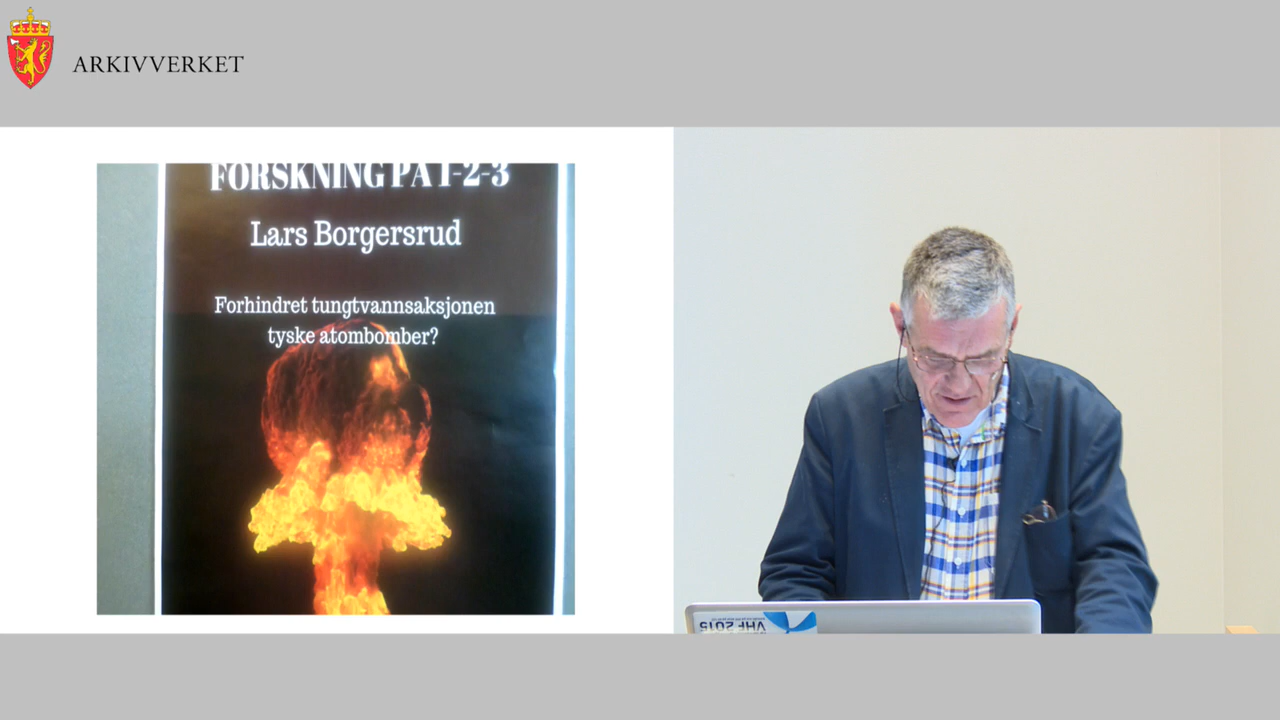 ARKIVVERKET
FORSKNING PÅ 1-2-3
Lars Borgersrud
Forhindret tungtvannsaksjonen
tyske atombomber?
VHF 2015